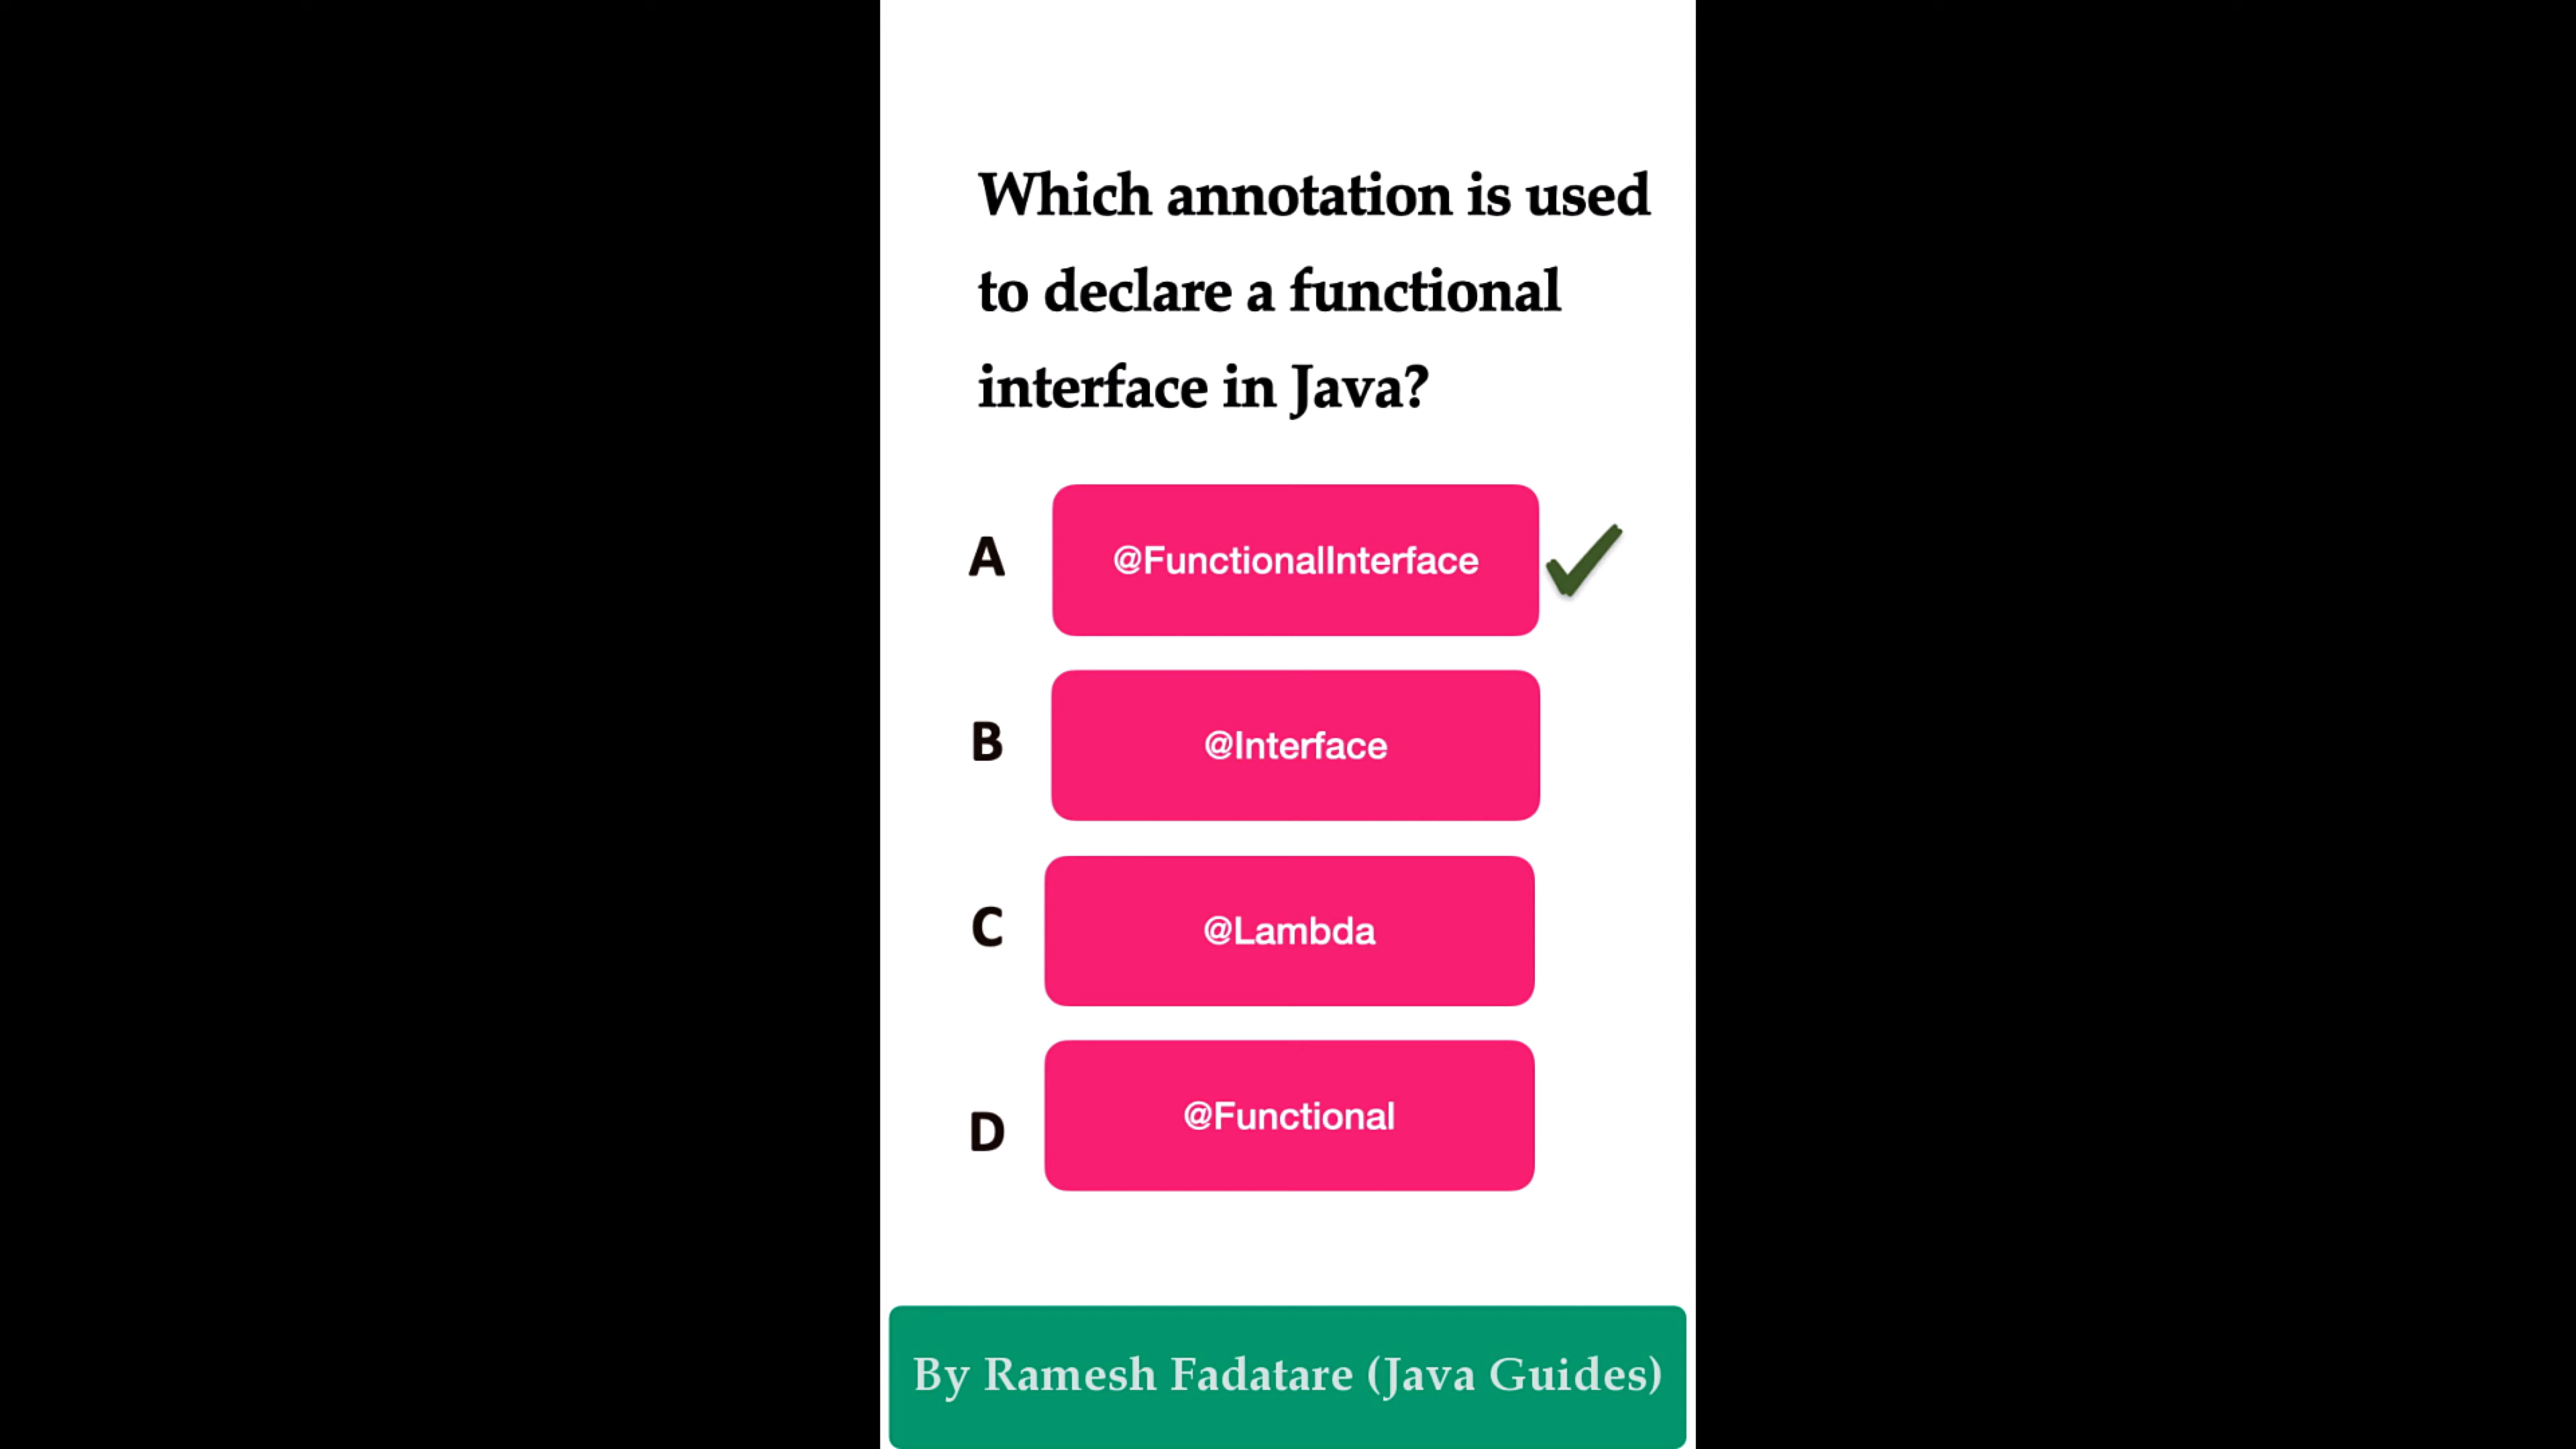 Which annotation is used
to declare a functional
interface in Java?
A @FunctionalInterface
B @Interface
C @Lambda
D @Functional
By Ramesh Fadatare (Java Guides)